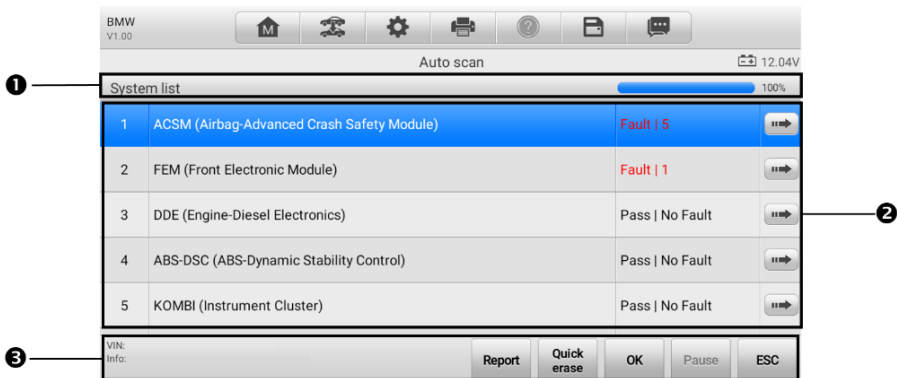 BMW
V1.00
M
?
Auto scan
12.04V
❶
System list
100%
1 ACSM (Airbag-Advanced Crash Safety Module) Fault | 5
2 FEM (Front Electronic Module) Fault | 1
3 DDE (Engine-Diesel Electronics) Pass | No Fault
❷
4 ABS-DSC (ABS-Dynamic Stability Control) Pass | No Fault
5 KOMBI (Instrument Cluster) Pass | No Fault
❸
VIN:
Info:
Report
Quick
erase
OK
Pause
ESC